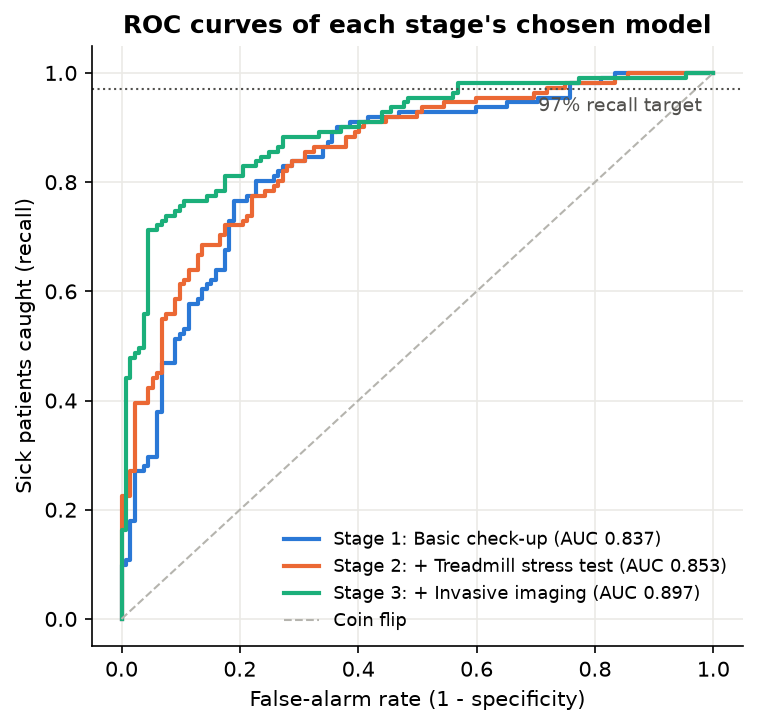 ROC curves of each stage's chosen model
Sick patients caught (recall)
1.0
0.8
0.6
0.4
0.2
0.0
97% recall target
Stage 1: Basic check-up (AUC 0.837)
Stage 2: + Treadmill stress test (AUC 0.853)
Stage 3: + Invasive imaging (AUC 0.897)
Coin flip
0.0 0.2 0.4 0.6 0.8 1.0
False-alarm rate (1 - specificity)